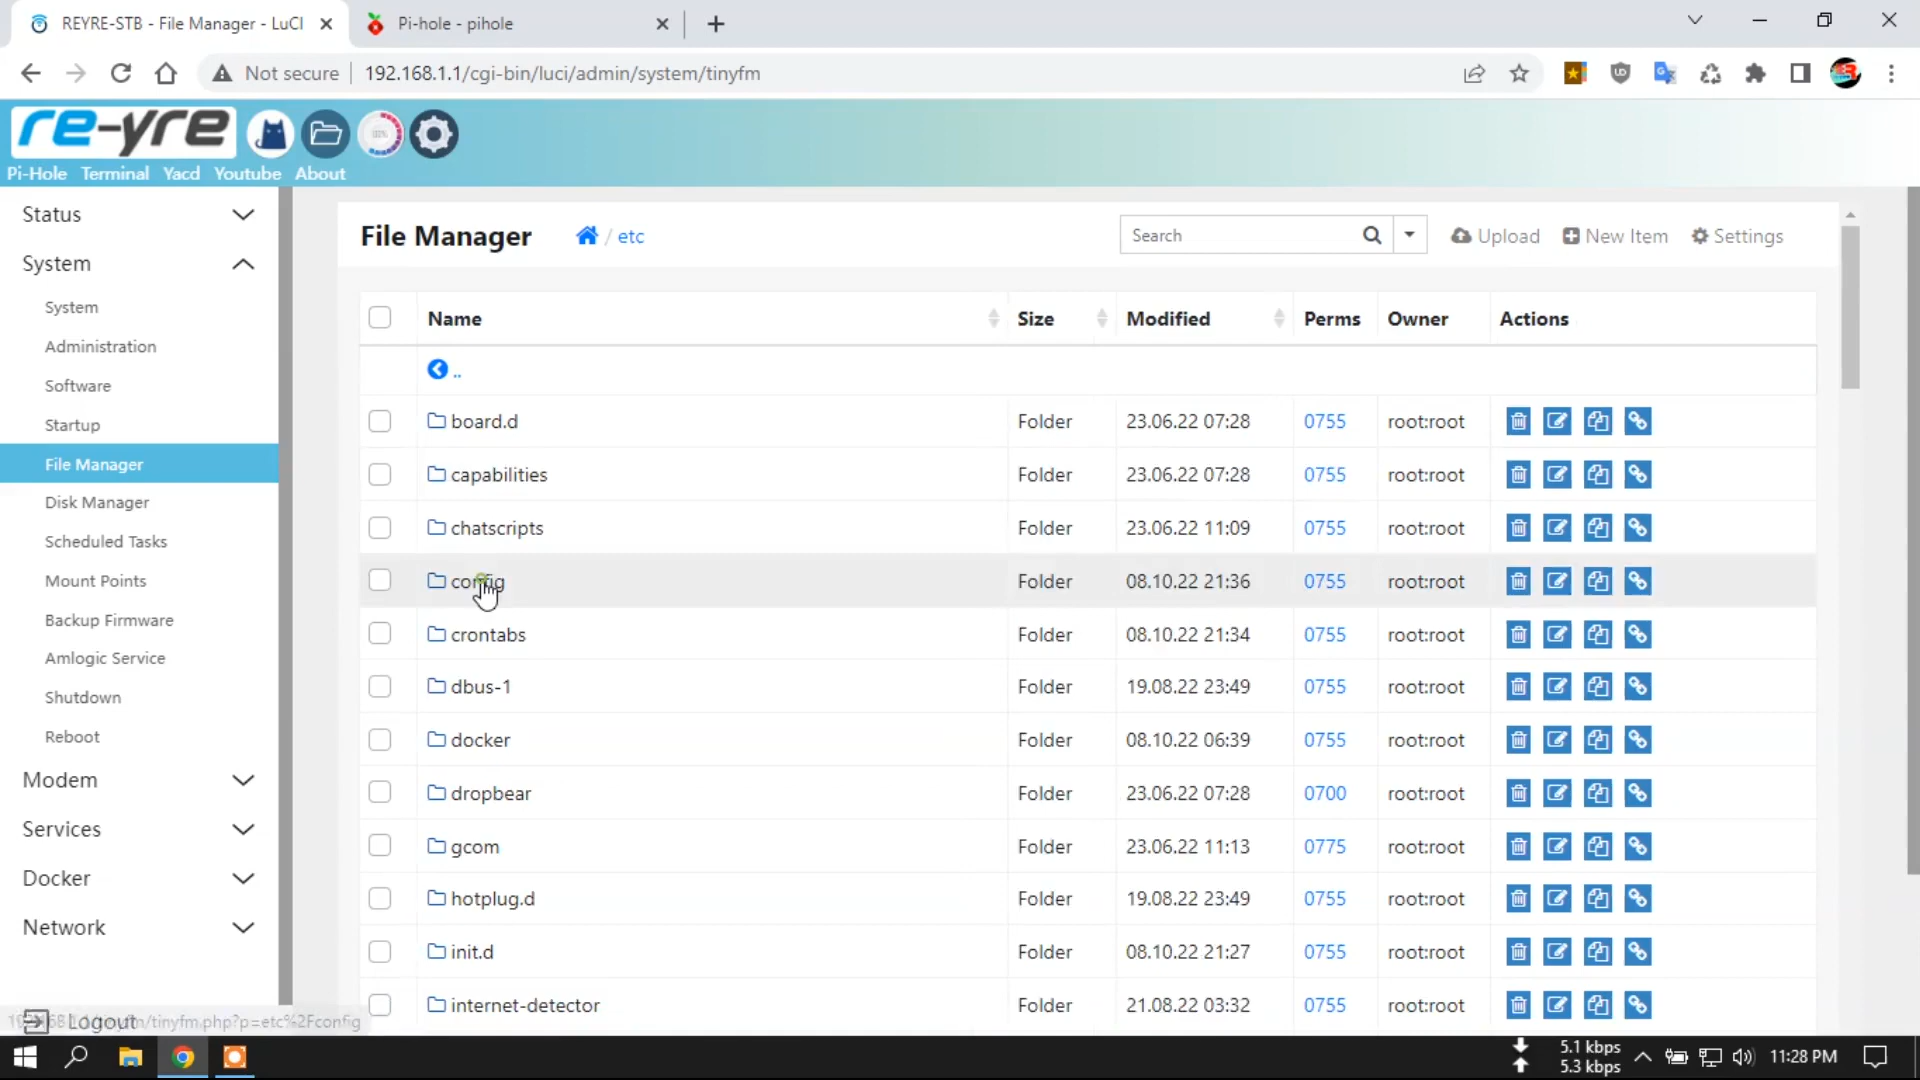 REYRE-STB - File Manager - LuCI
Pi-hole - pihole
Not secure
192.168.1.1/cgi-bin/luci/admin/system/tinyfm
re-yre
100%
Pi-Hole Terminal Yacd Youtube About
Status
System
System
Administration
Software
Startup
File Manager
Disk Manager
Scheduled Tasks
Mount Points
Backup Firmware
Amlogic Service
Shutdown
Reboot
Modem
Services
Docker
Network
Logout
File Manager
/ etc
Search
Upload
New Item
Settings
Name Size Modified Perms Owner Actions
..
board.d Folder 23.06.22 07:28 0755 root:root
capabilities Folder 23.06.22 07:28 0755 root:root
chatscripts Folder 23.06.22 11:09 0755 root:root
config Folder 08.10.22 21:36 0755 root:root
crontabs Folder 08.10.22 21:34 0755 root:root
dbus-1 Folder 19.08.22 23:49 0755 root:root
docker Folder 08.10.22 06:39 0755 root:root
dropbear Folder 23.06.22 07:28 0700 root:root
gcom Folder 23.06.22 11:13 0775 root:root
hotplug.d Folder 19.08.22 23:49 0755 root:root
init.d Folder 08.10.22 21:27 0755 root:root
internet-detector Folder 21.08.22 03:32 0755 root:root
/tinyfm.php?p=etc%2Fconfig
5.1 kbps
5.3 kbps
11:28 PM